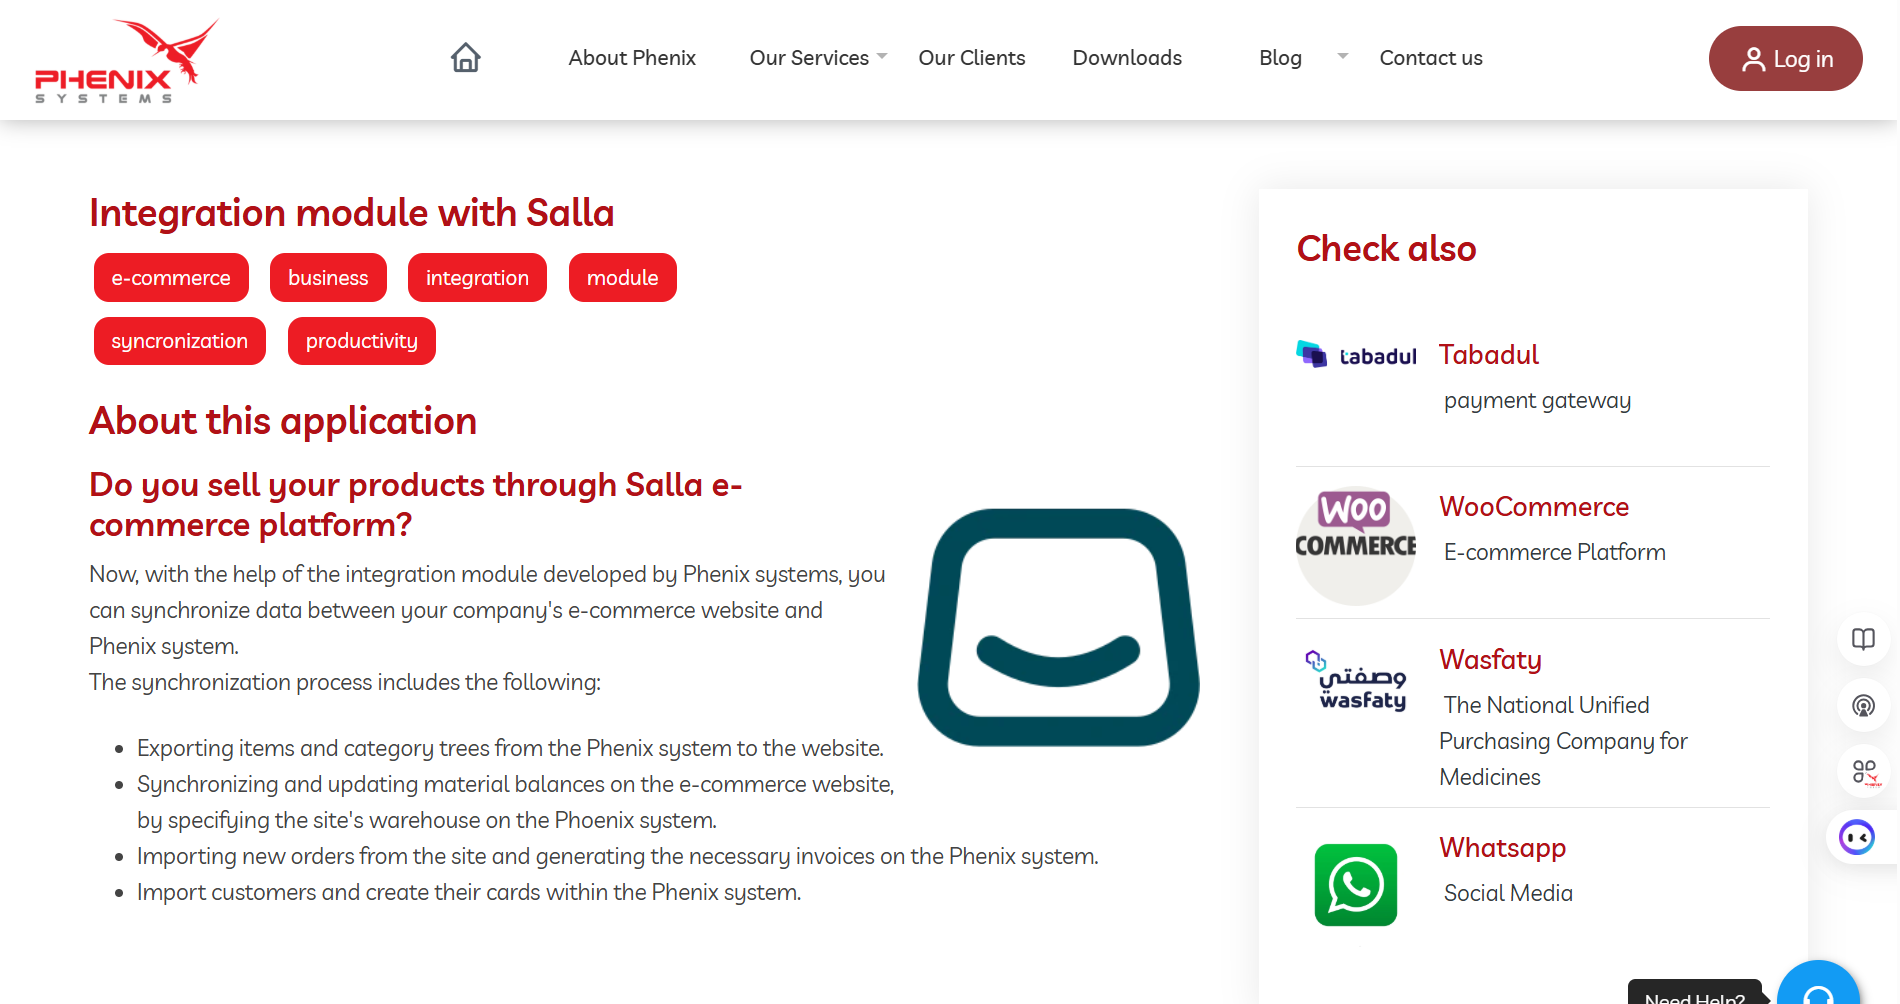 PHENIX
SYSTEMS
About Phenix
Our Services
Our Clients
Downloads
Blog
Contact us
Log in
Integration module with Salla
e-commerce
business
integration
module
syncronization
productivity
About this application
Do you sell your products through Salla e-
commerce platform?
Now, with the help of the integration module developed by Phenix systems, you
can synchronize data between your company's e-commerce website and
Phenix system.
The synchronization process includes the following:
Exporting items and category trees from the Phenix system to the website.
Synchronizing and updating material balances on the e-commerce website,
by specifying the site's warehouse on the Phoenix system.
Importing new orders from the site and generating the necessary invoices on the Phenix system.
Import customers and create their cards within the Phenix system.
Check also
tabadul
Tabadul
payment gateway
WOO
COMMERCE
WooCommerce
E-commerce Platform
وصفتي
wasfaty
Wasfaty
The National Unified
Purchasing Company for
Medicines
Whatsapp
Social Media
Need Help?